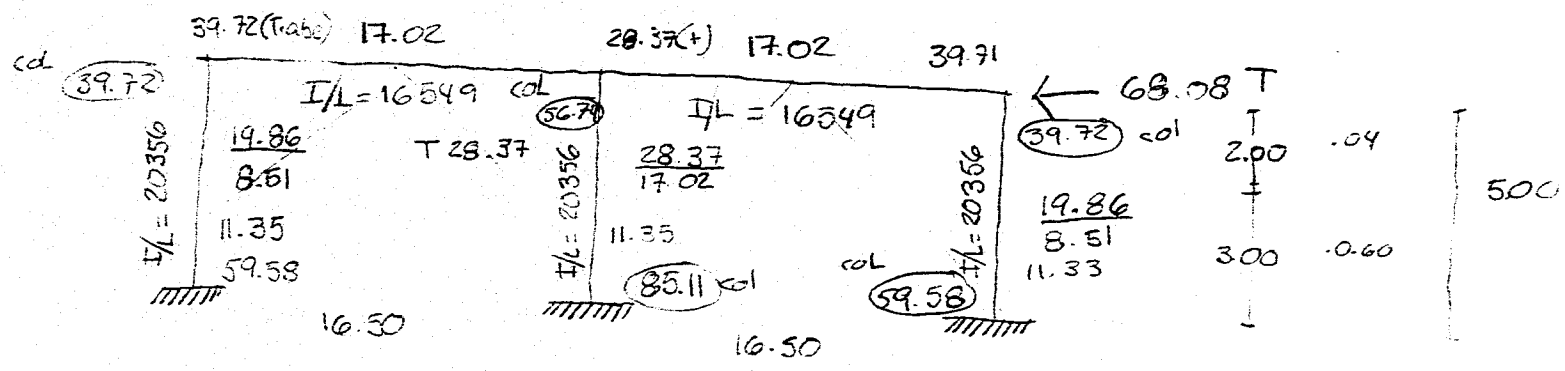 39.72(Trabe) 17.02 28.37(t) 17.02 39.71
col 39.72 I/L=16549 col 56.74 I/L = 16549 68.08 T
39.72 col
I/L = 20356 19.86 T 28.37 I/L = 20356 28.37 I/L = 20356 2.00 .04
8.51 17.02 19.86 5.00
11.35 11.35 8.51 3.00 .0.60
59.58 85.11 col col 59.58 11.33
16.50 16.50